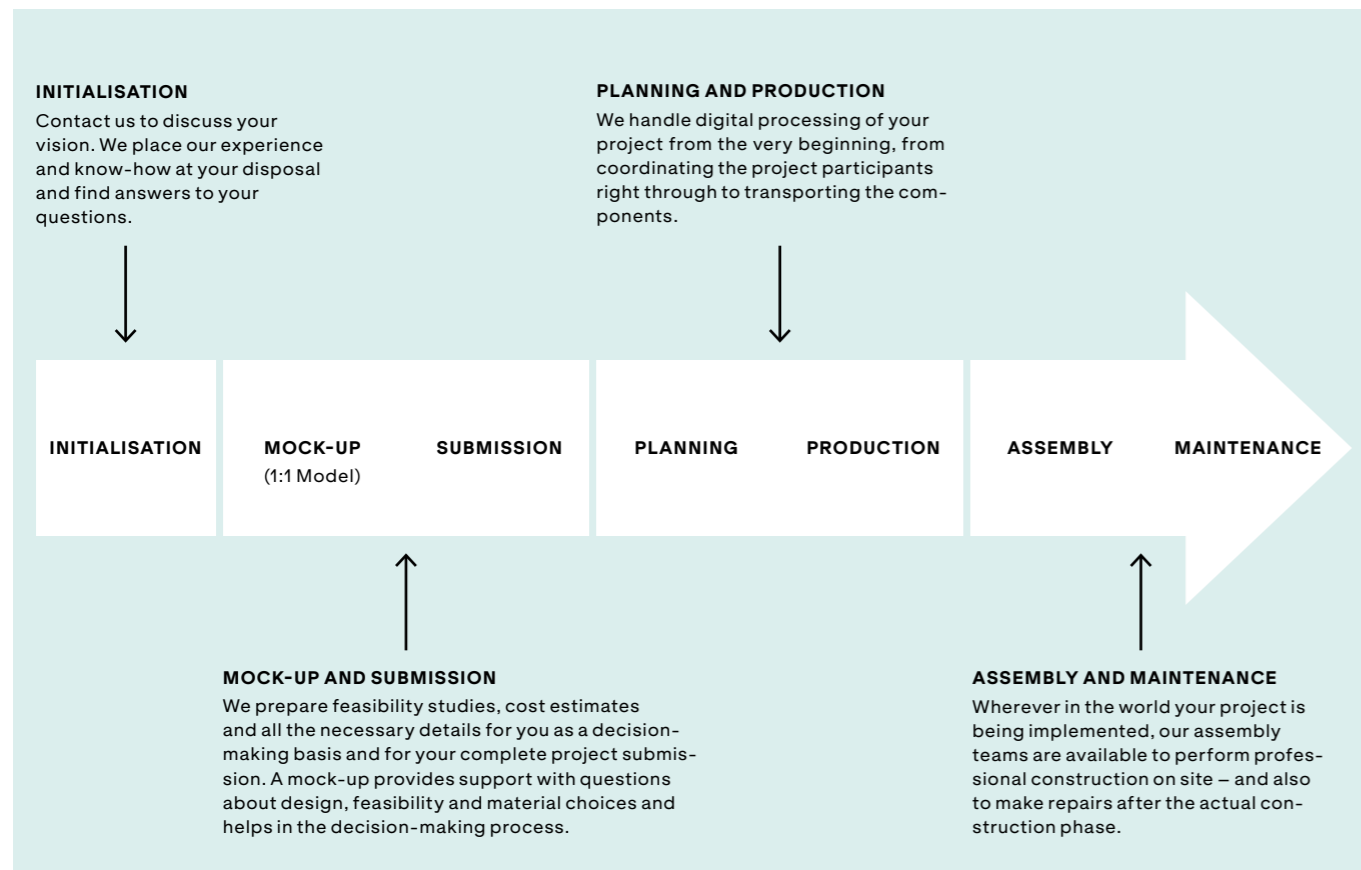 INITIALISATION
Contact us to discuss your
vision. We place our experience
and know-how at your disposal
and find answers to your
questions.
PLANNING AND PRODUCTION
We handle digital processing of your
project from the very beginning, from
coordinating the project participants
right through to transporting the com-
ponents.
INITIALISATION
MOCK-UP
(1:1 Model)
SUBMISSION
PLANNING
PRODUCTION
ASSEMBLY
MAINTENANCE
MOCK-UP AND SUBMISSION
We prepare feasibility studies, cost estimates
and all the necessary details for you as a decision-
making basis and for your complete project submis-
sion. A mock-up provides support with questions
about design, feasibility and material choices and
helps in the decision-making process.
ASSEMBLY AND MAINTENANCE
Wherever in the world your project is
being implemented, our assembly
teams are available to perform profes-
sional construction on site – and also
to make repairs after the actual con-
struction phase.